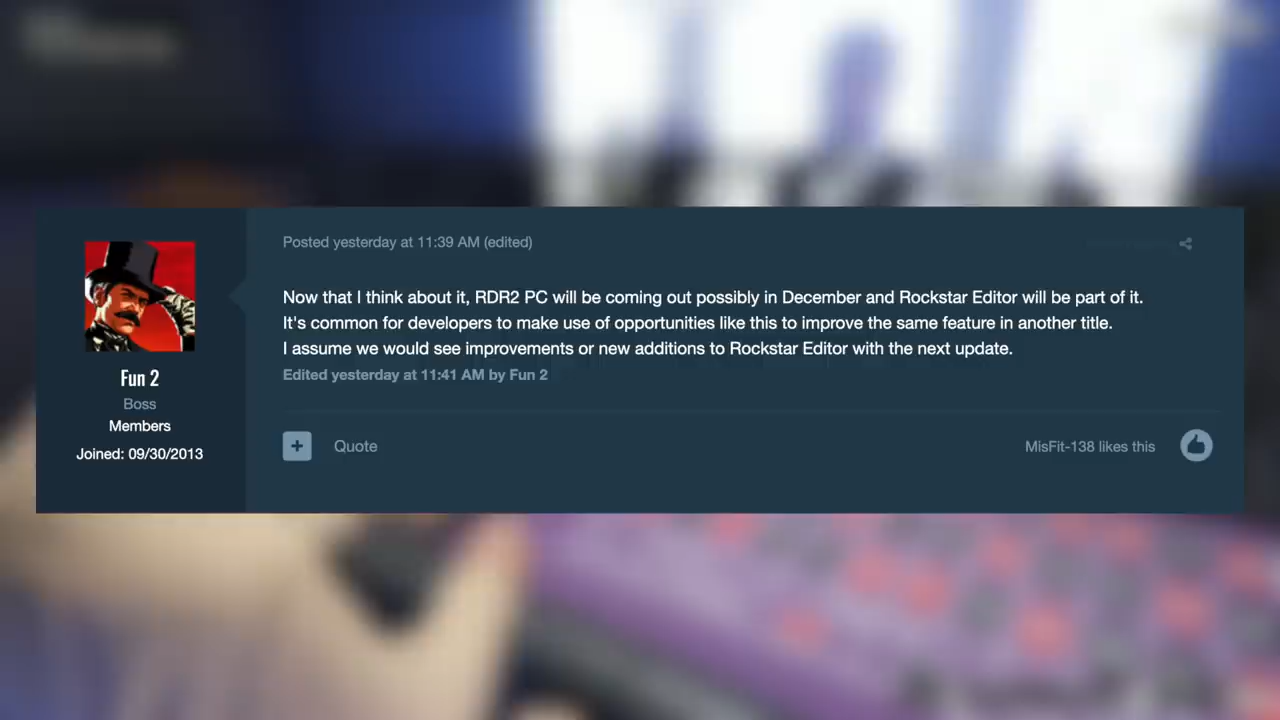 Posted yesterday at 11:39 AM (edited)
Now that I think about it, RDR2 PC will be coming out possibly in December and Rockstar Editor will be part of it.
It's common for developers to make use of opportunities like this to improve the same feature in another title.
I assume we would see improvements or new additions to Rockstar Editor with the next update.
Edited yesterday at 11:41 AM by Fun 2
Fun 2
Boss
Members
Joined: 09/30/2013
+ Quote
MisFit-138 likes this